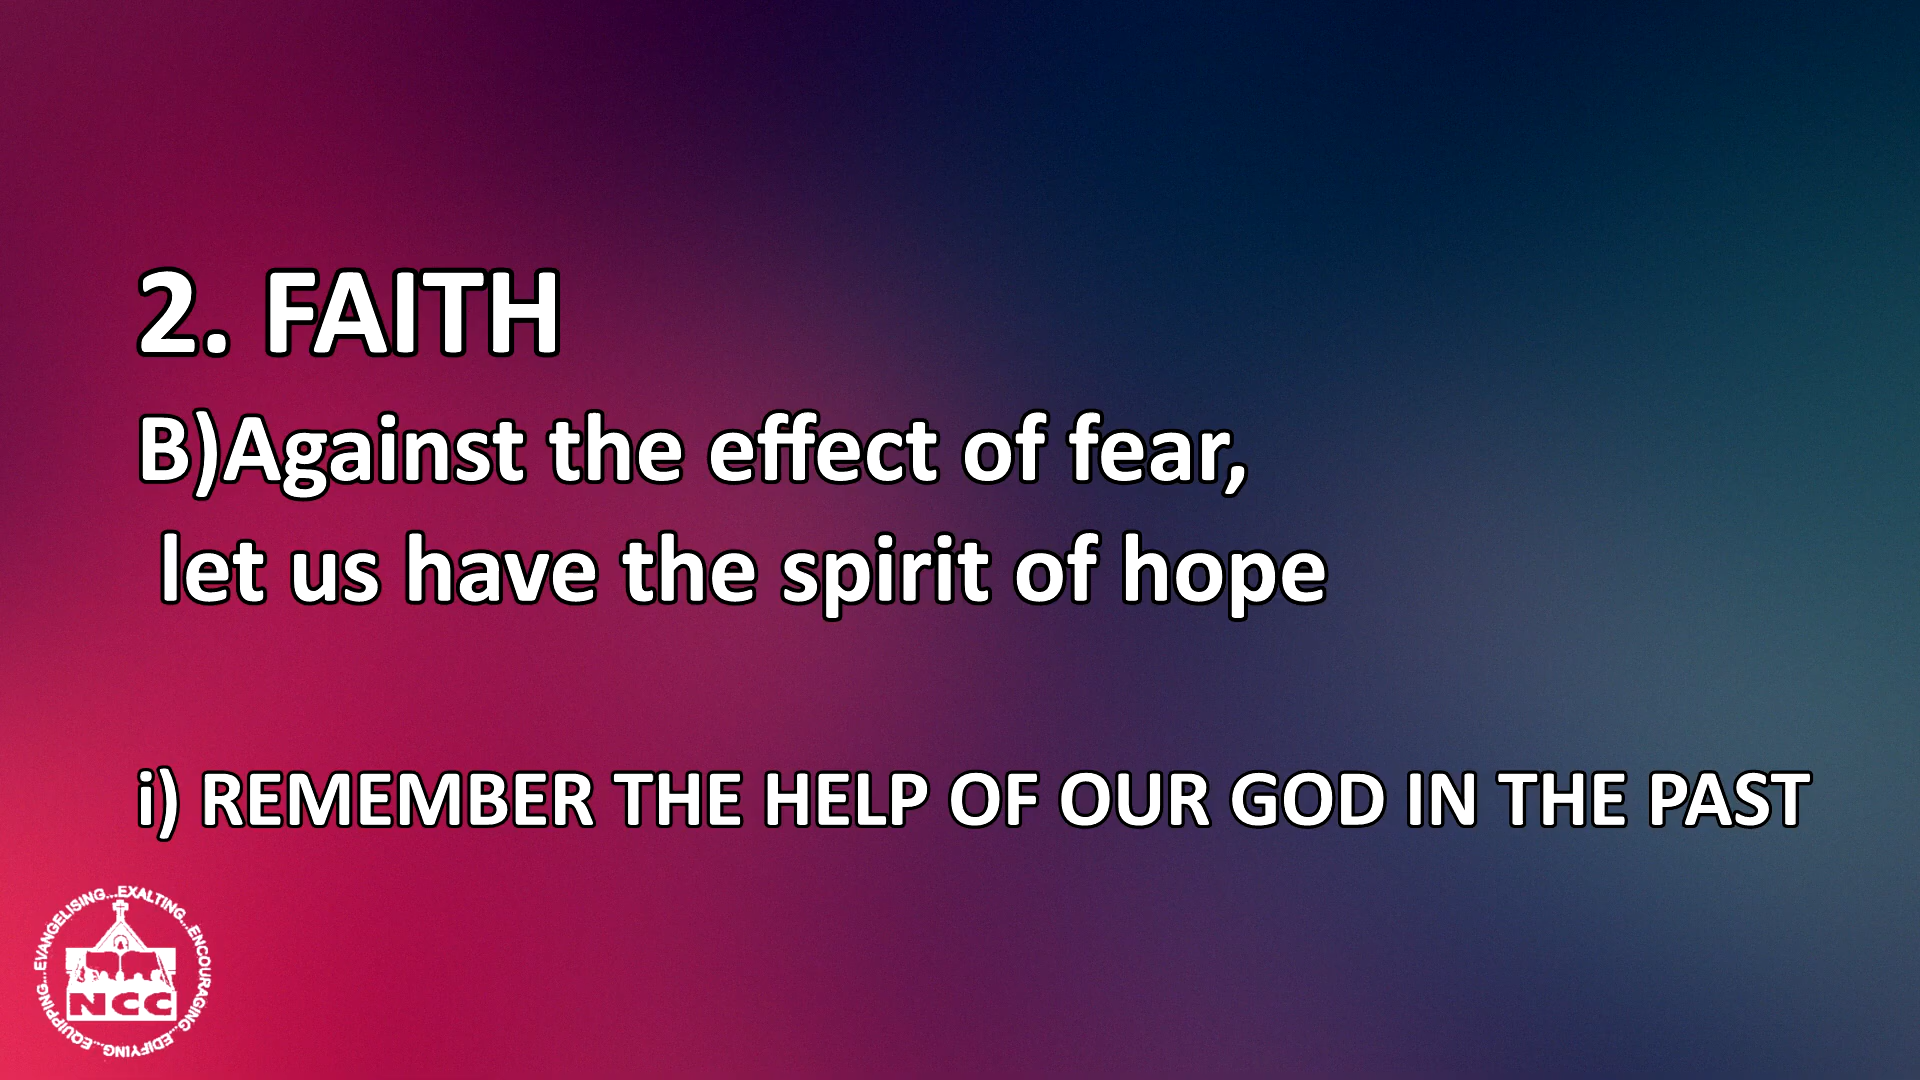 2. FAITH
B)Against the effect of fear,
let us have the spirit of hope
i) REMEMBER THE HELP OF OUR GOD IN THE PAST
EVANGELISING...EXALTING...ENCOURAGING...EDIFYING...EQUIPPING...
NCC